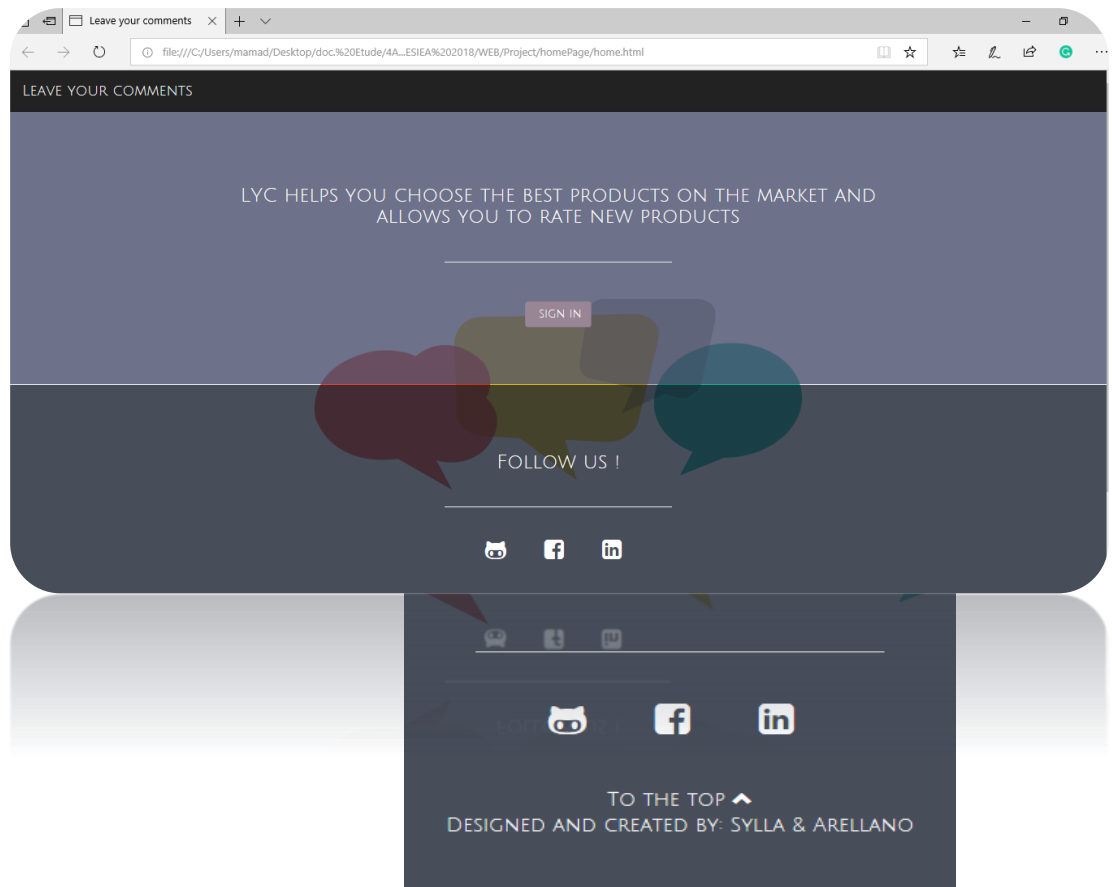 Leave your comments
file:///C:/Users/mamad/Desktop/doc.%20Etude/4A...ESIEA%202018/WEB/Project/homePage/home.html
Leave your comments
LYC helps you choose the best products on the market and
allows you to rate new products
SIGN IN
Follow us !
To the top
Designed and created by: Sylla & Arellano